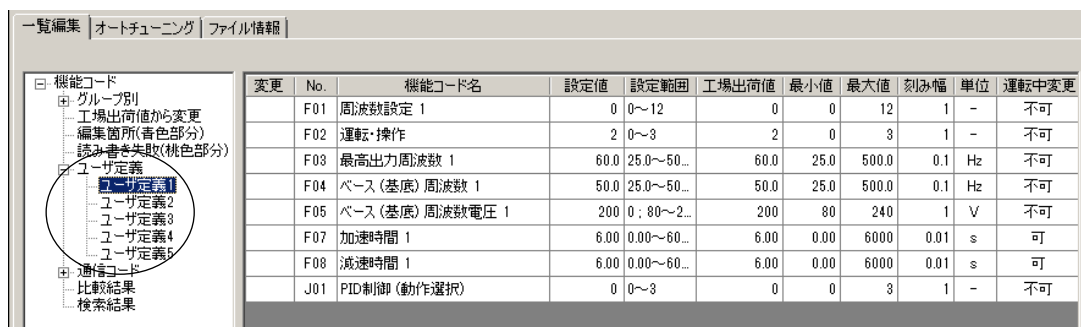 一覧編集 オートチューニング ファイル情報
機能コード
グループ別
工場出荷値から変更
編集箇所(青色部分)
読み書き失敗(桃色部分)
ユーザ定義
ユーザ定義1
ユーザ定義2
ユーザ定義3
ユーザ定義4
ユーザ定義5
通信コード
比較結果
検索結果
変更 No. 機能コード名 設定値 設定範囲 工場出荷値 最小値 最大値 刻み幅 単位 運転中変更
F01 周波数設定 1 0 0～12 0 0 12 1 - 不可
F02 運転・操作 2 0～3 2 0 3 1 - 不可
F03 最高出力周波数 1 60.0 25.0～50... 60.0 25.0 500.0 0.1 Hz 不可
F04 ベース (基底) 周波数 1 50.0 25.0～50... 50.0 25.0 500.0 0.1 Hz 不可
F05 ベース (基底) 周波数電圧 1 200 0 ; 80～2... 200 80 240 1 V 不可
F07 加速時間 1 6.00 0.00～60... 6.00 0.00 6000 0.01 s 可
F08 減速時間 1 6.00 0.00～60... 6.00 0.00 6000 0.01 s 可
J01 PID制御 (動作選択) 0 0～3 0 0 3 1 - 不可